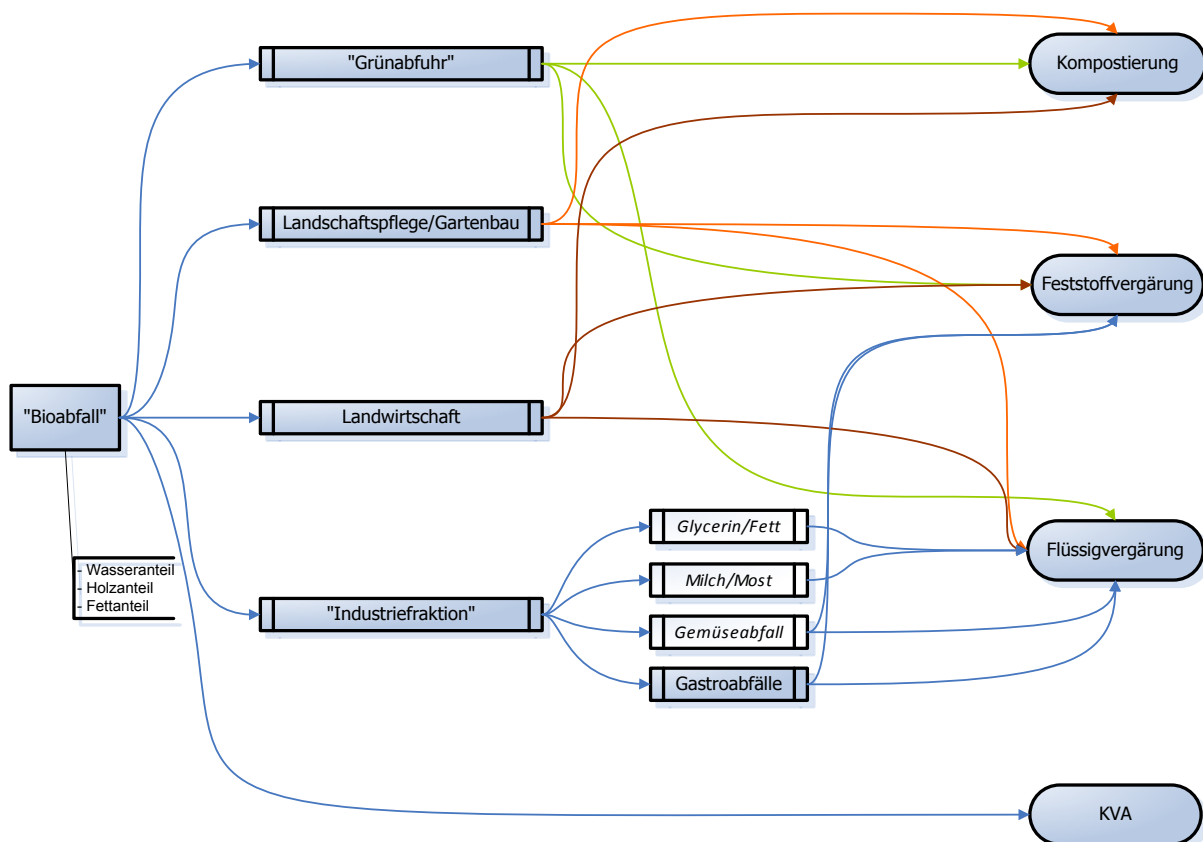 "Grünabfuhr"
Kompostierung
Landschaftspflege/Gartenbau
Feststoffvergärung
"Bioabfall"
Landwirtschaft
- Wasseranteil
- Holzanteil
- Fettanteil
"Industriefraktion"
Glycerin/Fett
Milch/Most
Gemüseabfall
Gastroabfälle
Flüssigvergärung
KVA